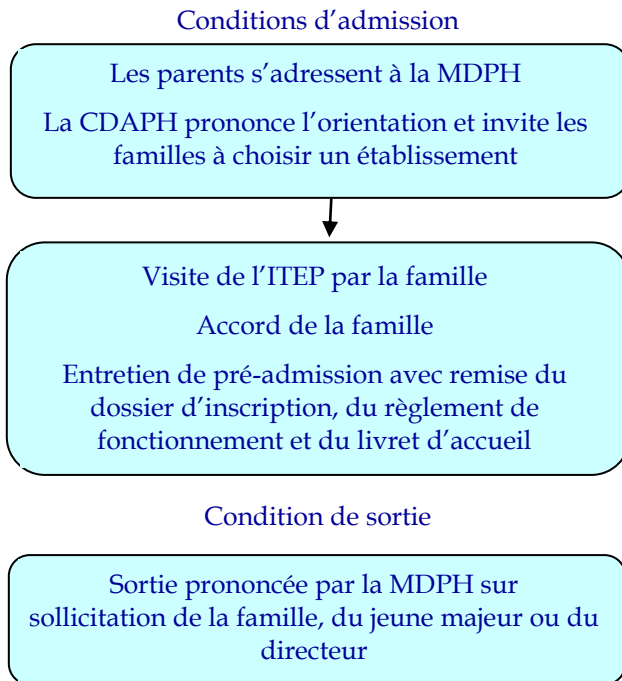 Conditions d’admission
Les parents s’adressent à la MDPH
La CDAPH prononce l’orientation et invite les
familles à choisir un établissement
Visite de l’ITEP par la famille
Accord de la famille
Entretien de pré-admission avec remise du
dossier d’inscription, du règlement de
fonctionnement et du livret d’accueil
Condition de sortie
Sortie prononcée par la MDPH sur
sollicitation de la famille, du jeune majeur ou du
directeur